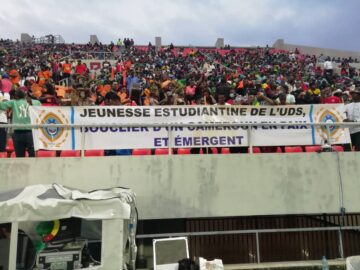 JEUNESSE ESTUDIANTINE DE L'UDS,
BOUCLIER D'UN CAMEROUN EN PAIX
ET ÉMERGENT